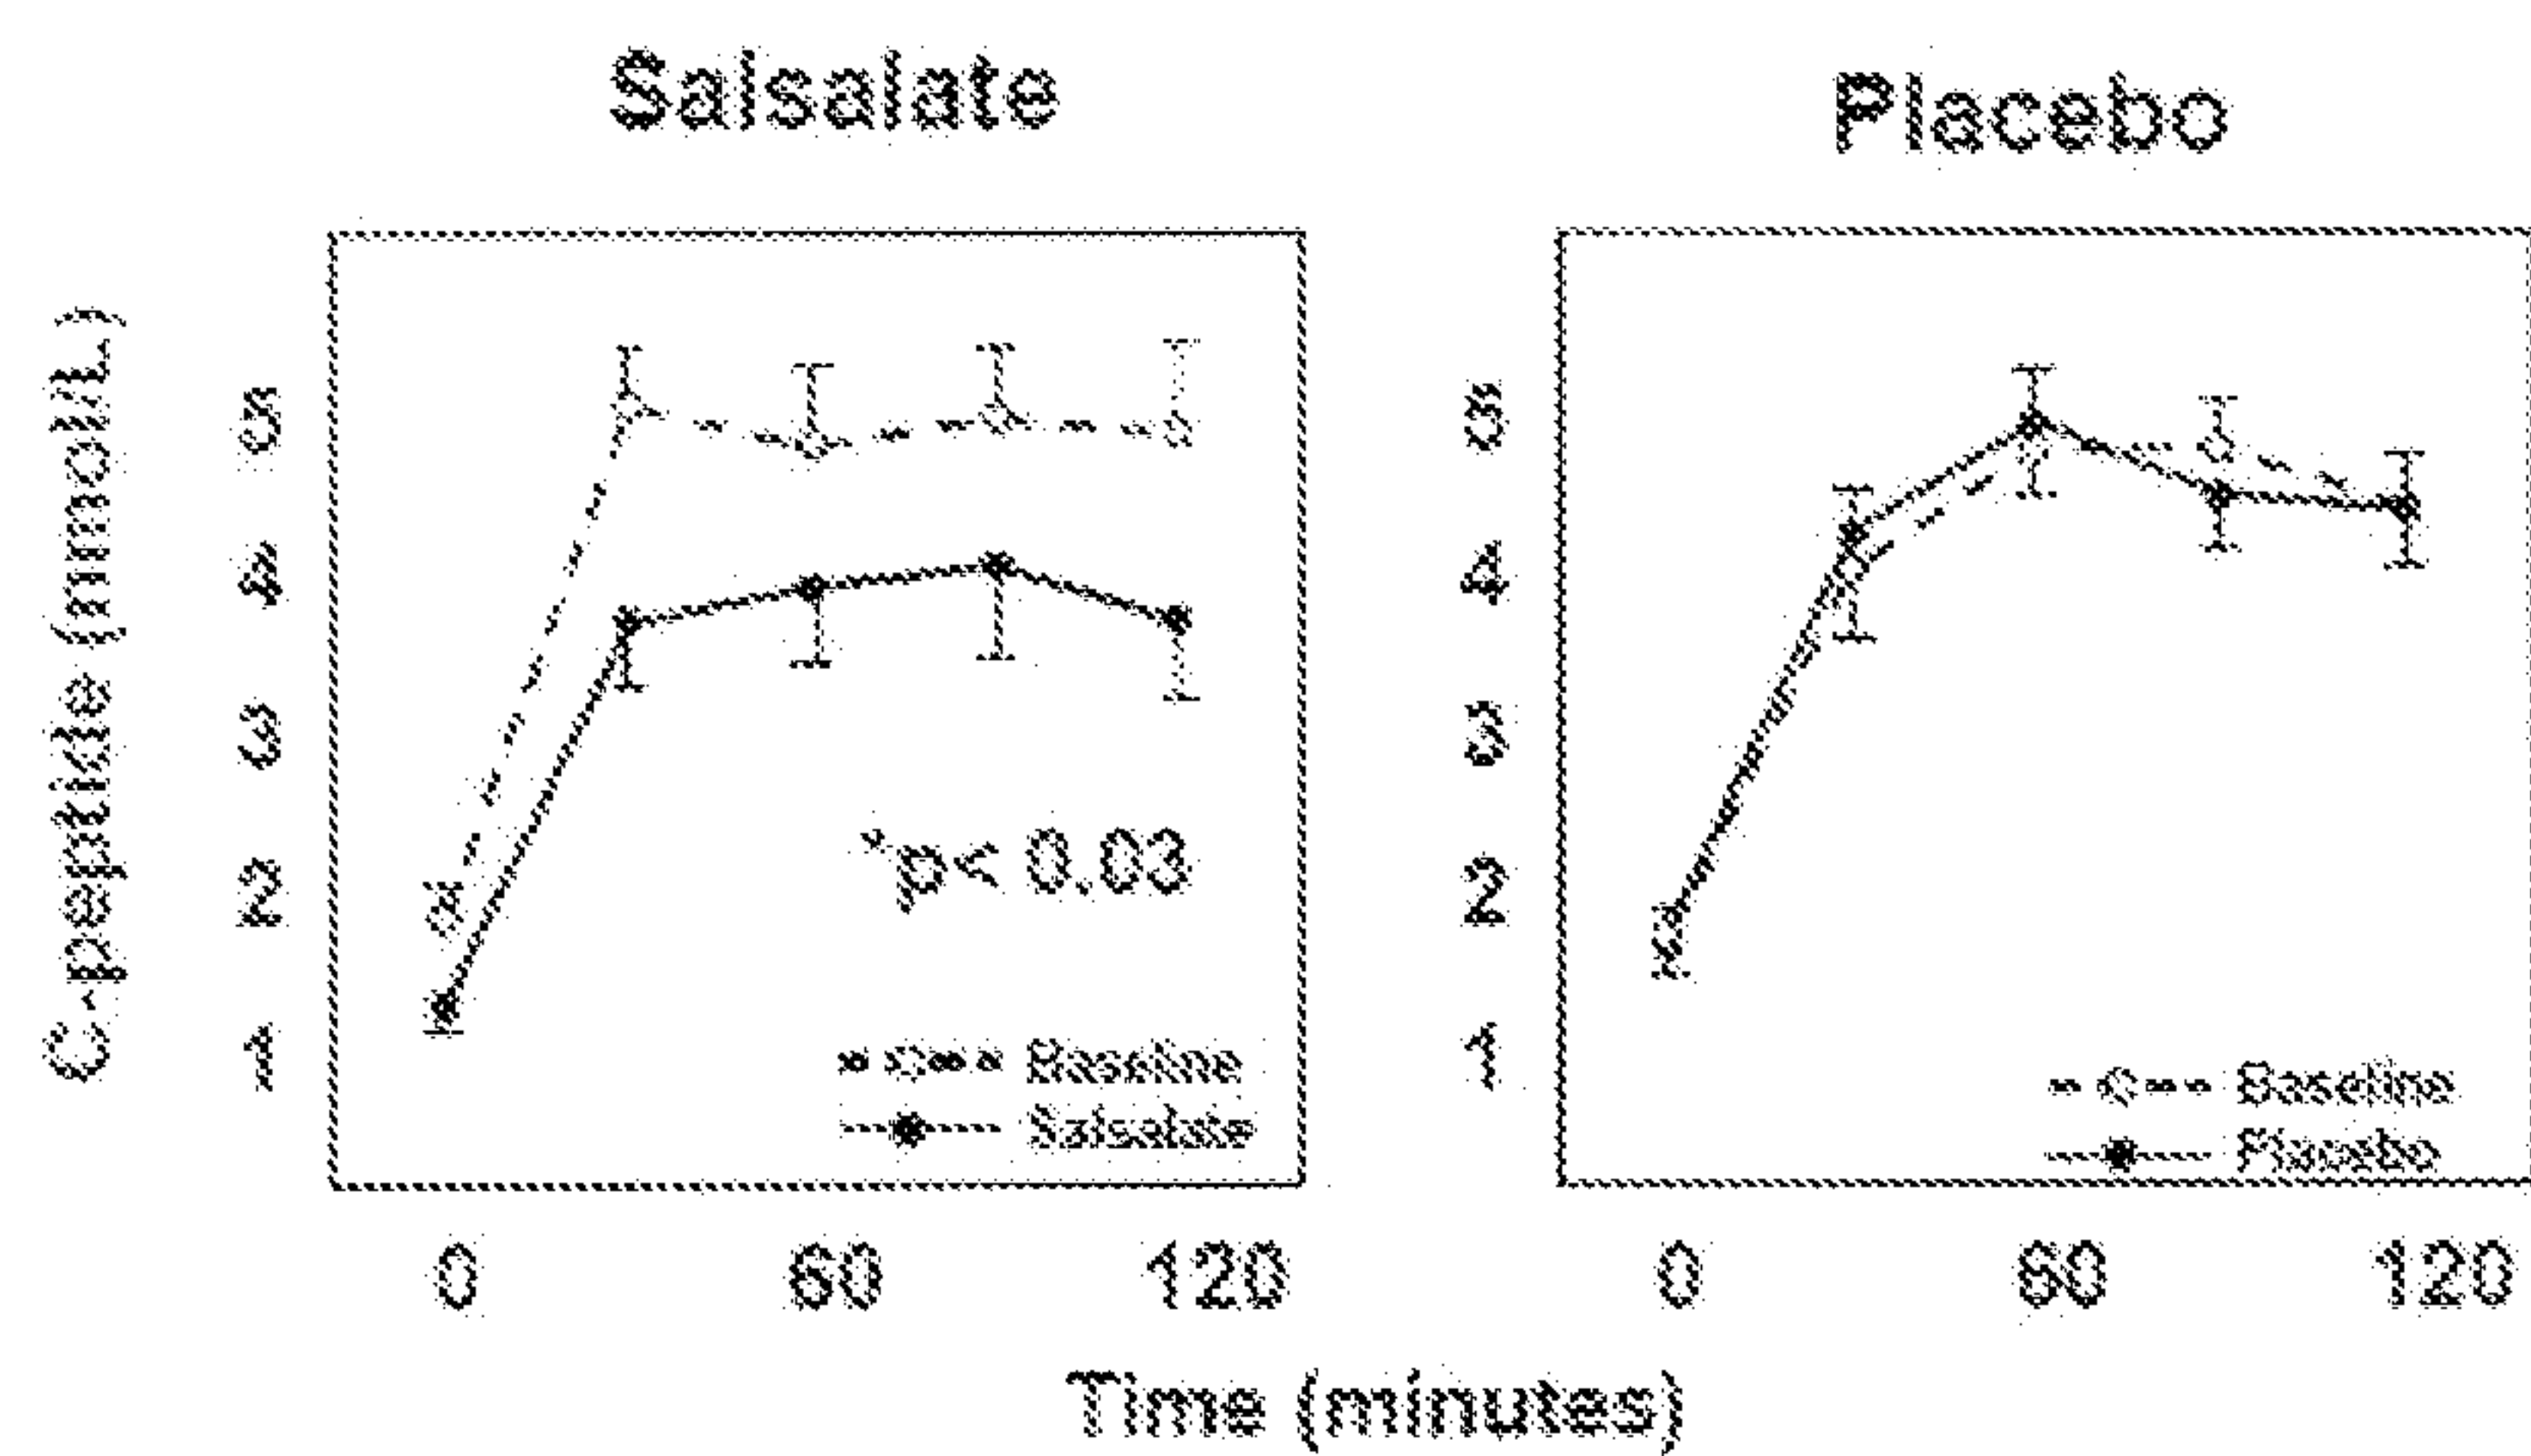 Salsalate
Placebo
C-peptide (nmol/L)
5
4
3
2
1
*p< 0.03
Baseline
Salsalate
0
60
120
5
4
3
2
1
Baseline
Placebo
0
60
120
Time (minutes)